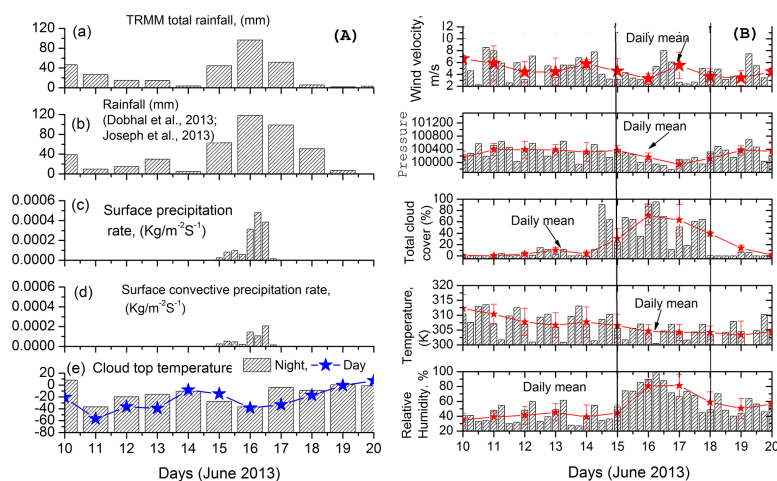 TRMM total rainfall, (mm)
(A)
(a)
120
80
40
0
Rainfall (mm)
(Dobhal et al., 2013;
Joseph et al., 2013)
(b)
120
80
40
0
(c)
0.0006
0.0004
0.0002
0.0000
Surface precipitation
rate, (Kg/m-2S-1)
(d)
0.0006
0.0004
0.0002
0.0000
Surface convective precipitation rate,
(Kg/m-2S-1)
(e)
Cloud top temperature
Night,
Day
20
0
-20
-40
-60
-80
10 11 12 13 14 15 16 17 18 19 20
Days (June 2013)
(B)
Wind velocity,
m/s
12
10
8
6
4
2
Daily mean
Pressure
100400
101200
100800
100400
100000
Daily mean
Total cloud
cover (%)
100
80
60
40
20
0
Daily mean
Temperature,
(K)
320
315
310
305
300
Daily mean
Relative
Humidity. %
100
80
60
40
20
Daily mean
10 11 12 13 14 15 16 17 18 19 20
Days (June 2013)